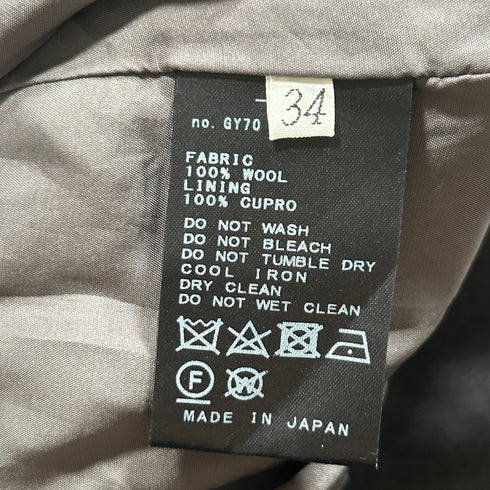 no. GY70
34
FABRIC
100% WOOL
LINING
100% CUPRO
DO NOT WASH
DO NOT BLEACH
DO NOT TUMBLE DRY
COOL IRON
DRY CLEAN
DO NOT WET CLEAN
F
W
MADE IN JAPAN